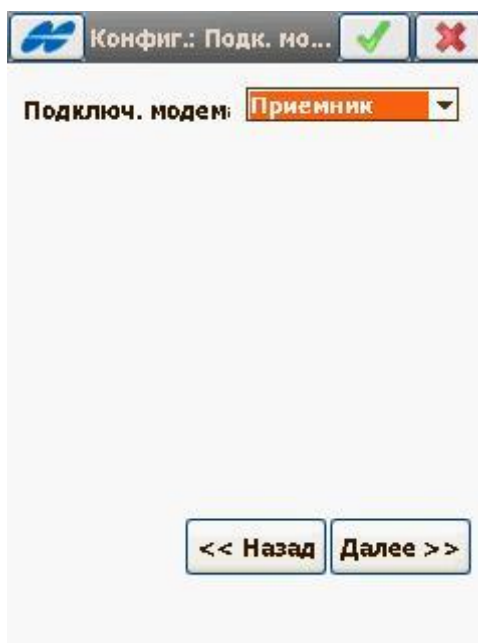 Конфиг.: Подк. мо...
Подключ. модем: Приемник
<< Назад Далее >>